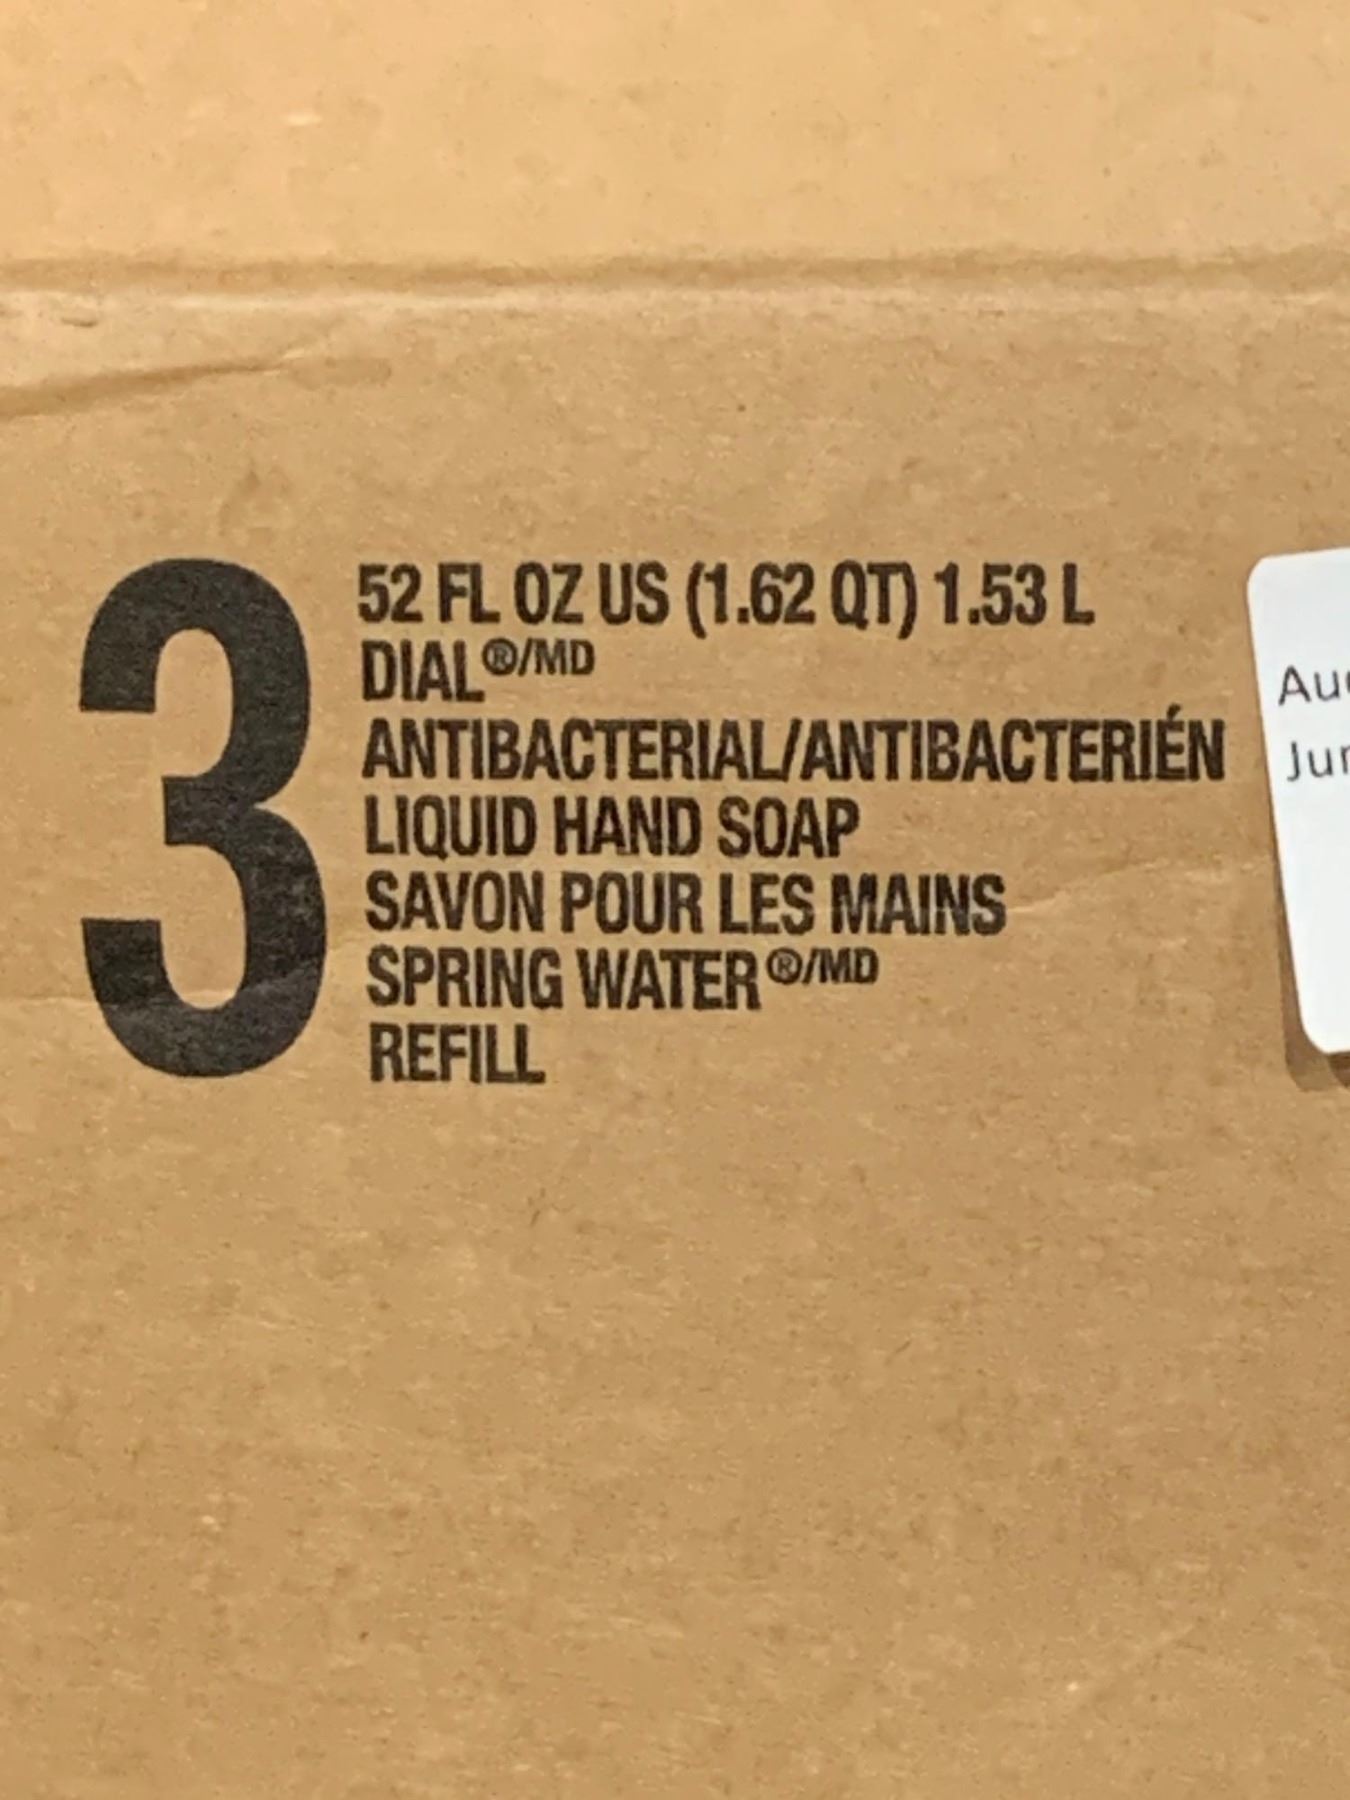 3
52 FL OZ US (1.62 QT) 1.53 L
DIAL®/MD
ANTIBACTERIAL/ANTIBACTERIÉN
LIQUID HAND SOAP
SAVON POUR LES MAINS
SPRING WATER®/MD
REFILL